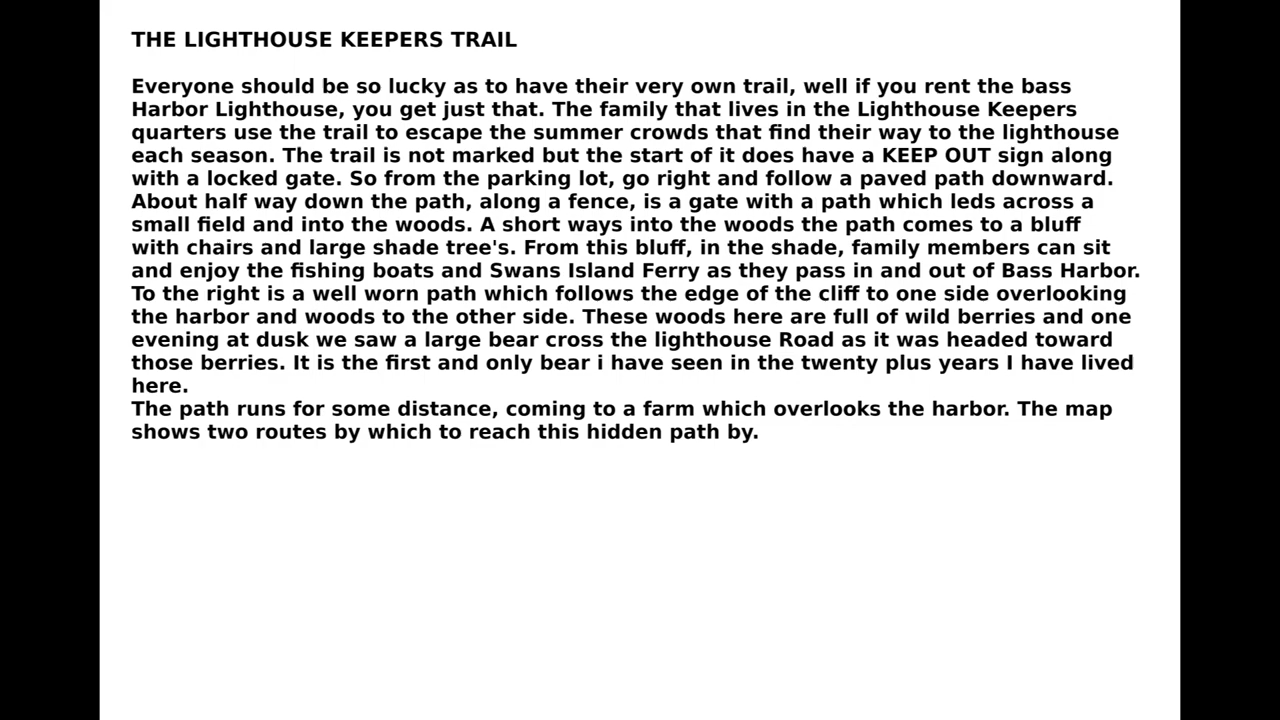 THE LIGHTHOUSE KEEPERS TRAIL
Everyone should be so lucky as to have their very own trail, well if you rent the bass
Harbor Lighthouse, you get just that. The family that lives in the Lighthouse Keepers
quarters use the trail to escape the summer crowds that find their way to the lighthouse
each season. The trail is not marked but the start of it does have a KEEP OUT sign along
with a locked gate. So from the parking lot, go right and follow a paved path downward.
About half way down the path, along a fence, is a gate with a path which leds across a
small field and into the woods. A short ways into the woods the path comes to a bluff
with chairs and large shade tree's. From this bluff, in the shade, family members can sit
and enjoy the fishing boats and Swans Island Ferry as they pass in and out of Bass Harbor.
To the right is a well worn path which follows the edge of the cliff to one side overlooking
the harbor and woods to the other side. These woods here are full of wild berries and one
evening at dusk we saw a large bear cross the lighthouse Road as it was headed toward
those berries. It is the first and only bear i have seen in the twenty plus years I have lived
here.
The path runs for some distance, coming to a farm which overlooks the harbor. The map
shows two routes by which to reach this hidden path by.